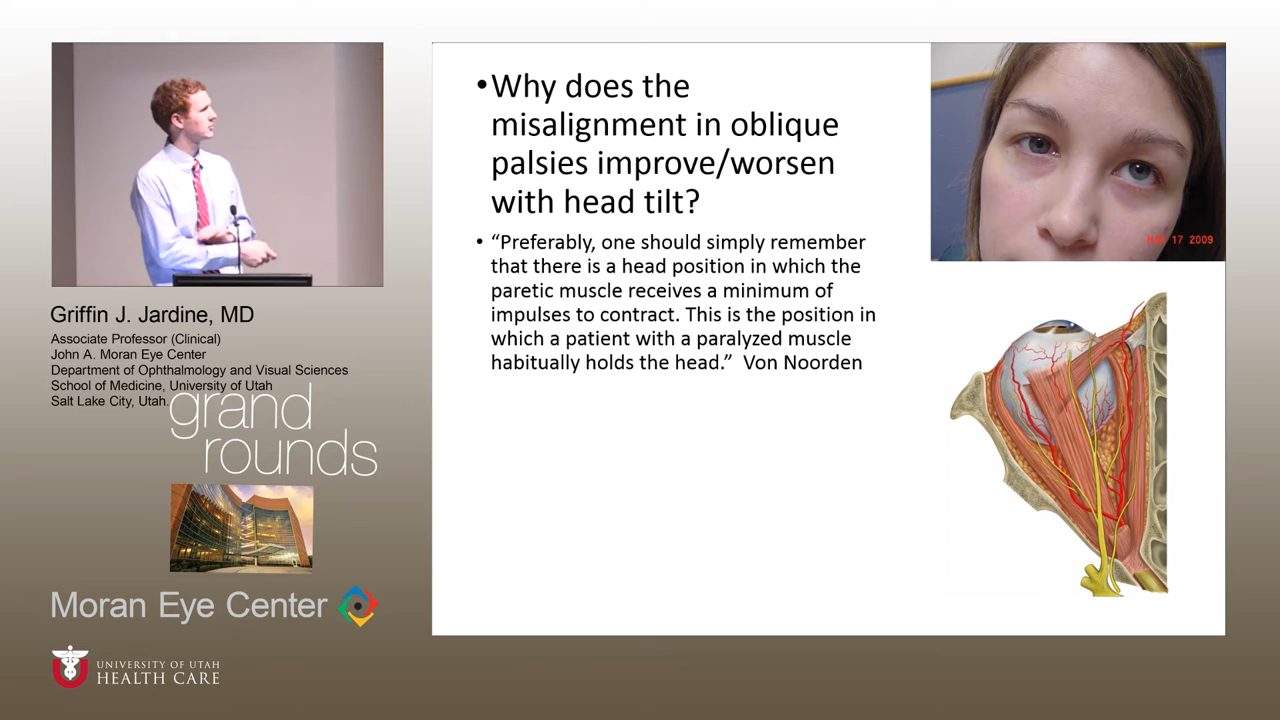 Griffin J. Jardine, MD
Associate Professor (Clinical)
John A. Moran Eye Center
Department of Ophthalmology and Visual Sciences
School of Medicine, University of Utah
Salt Lake City, Utah.
grand
rounds
Moran Eye Center
UNIVERSITY OF UTAH
HEALTH CARE
•Why does the
misalignment in oblique
palsies improve/worsen
with head tilt?
• “Preferably, one should simply remember
that there is a head position in which the
paretic muscle receives a minimum of
impulses to contract. This is the position in
which a patient with a paralyzed muscle
habitually holds the head.” Von Noorden
17 2009